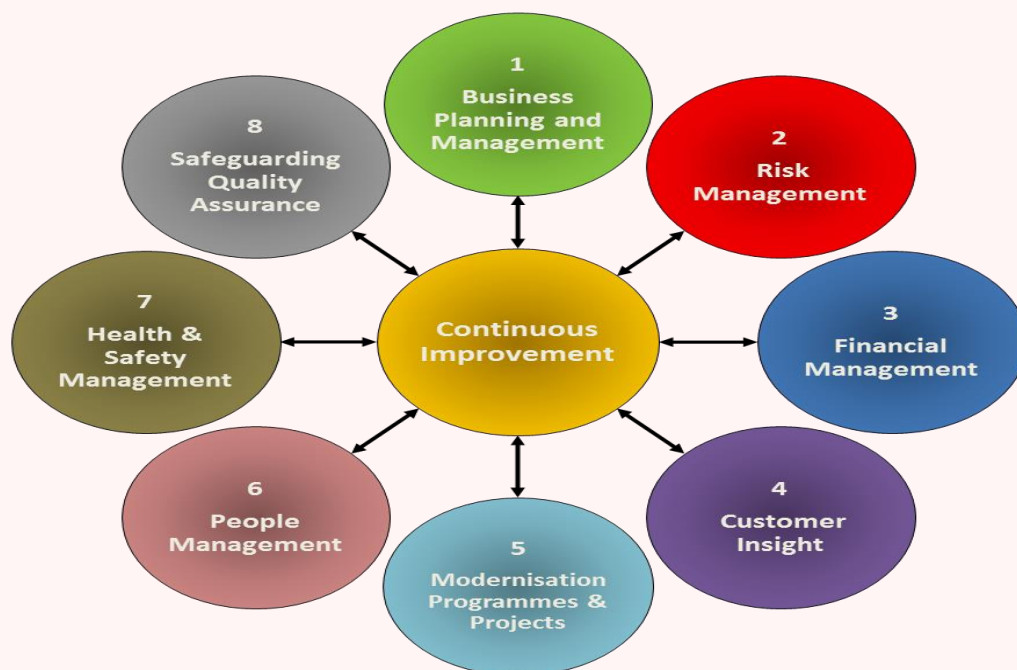 1
Business
Planning and
Management
2
Risk
Management
3
Financial
Management
4
Customer
Insight
5
Modernisation
Programmes &
Projects
6
People
Management
7
Health &
Safety
Management
8
Safeguarding
Quality
Assurance
Continuous
Improvement